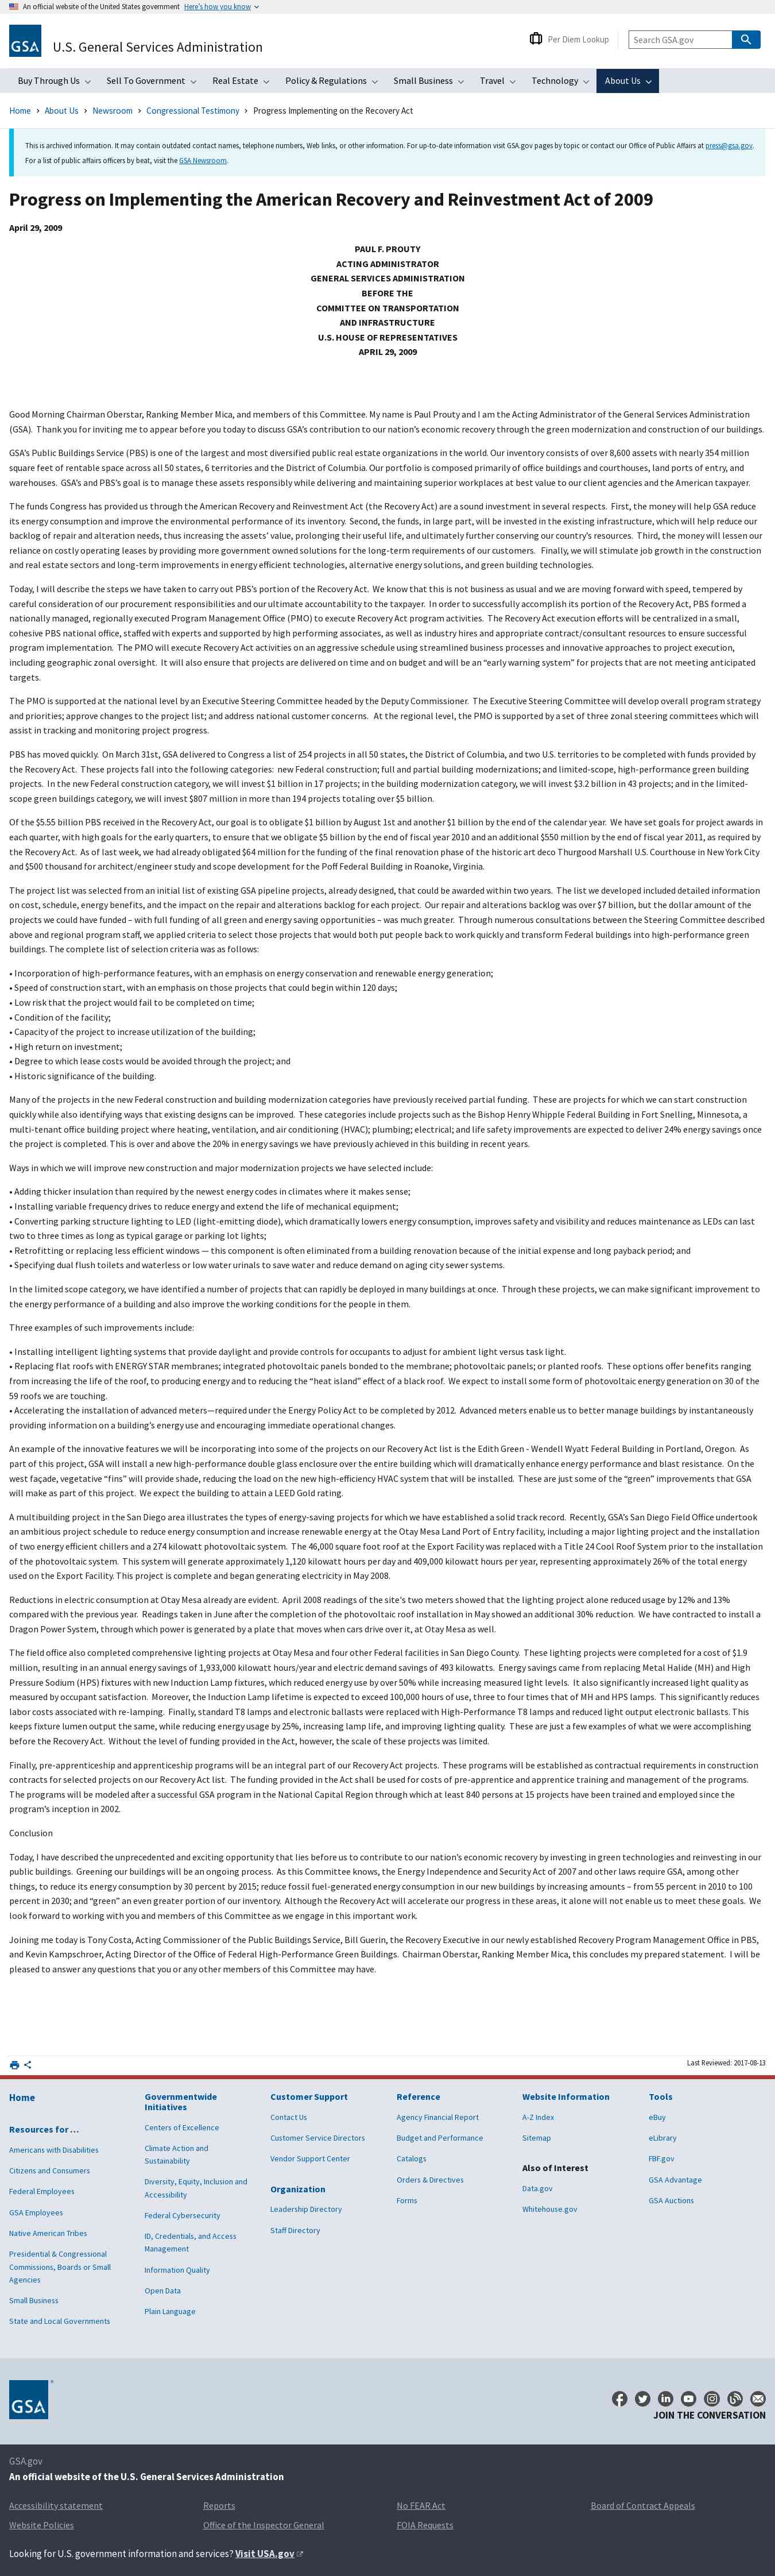 An official website of the United States government Here's how you know
GSA U.S. General Services Administration
Per Diem Lookup
Search GSA.gov
Buy Through Us Sell To Government Real Estate Policy & Regulations Small Business Travel Technology About Us
Home › About Us › Newsroom › Congressional Testimony › Progress Implementing on the Recovery Act
This is archived information. It may contain outdated contact names, telephone numbers, Web links, or other information. For up-to-date information visit GSA.gov pages by topic or contact our Office of Public Affairs at press@gsa.gov.
For a list of public affairs officers by beat, visit the GSA Newsroom.
Progress on Implementing the American Recovery and Reinvestment Act of 2009
April 29, 2009
PAUL F. PROUTY
ACTING ADMINISTRATOR
GENERAL SERVICES ADMINISTRATION
BEFORE THE
COMMITTEE ON TRANSPORTATION
AND INFRASTRUCTURE
U.S. HOUSE OF REPRESENTATIVES
APRIL 29, 2009
Good Morning Chairman Oberstar, Ranking Member Mica, and members of this Committee. My name is Paul Prouty and I am the Acting Administrator of the General Services Administration
(GSA). Thank you for inviting me to appear before you today to discuss GSA's contribution to our nation's economic recovery through the green modernization and construction of our buildings.
GSA's Public Buildings Service (PBS) is one of the largest and most diversified public real estate organizations in the world. Our inventory consists of over 8,600 assets with nearly 354 million
square feet of rentable space across all 50 states, 6 territories and the District of Columbia. Our portfolio is composed primarily of office buildings and courthouses, land ports of entry, and
warehouses. GSA's and PBS's goal is to manage these assets responsibly while delivering and maintaining superior workplaces at best value to our client agencies and the American taxpayer.
The funds Congress has provided us through the American Recovery and Reinvestment Act (the Recovery Act) are a sound investment in several respects. First, the money will help GSA reduce
its energy consumption and improve the environmental performance of its inventory. Second, the funds, in large part, will be invested in the existing infrastructure, which will help reduce our
backlog of repair and alteration needs, thus increasing the assets' value, prolonging their useful life, and ultimately further conserving our country's resources. Third, the money will lessen our
reliance on costly operating leases by providing more government owned solutions for the long-term requirements of our customers. Finally, we will stimulate job growth in the construction
and real estate sectors and long-term improvements in energy efficient technologies, alternative energy solutions, and green building technologies.
Today, I will describe the steps we have taken to carry out PBS's portion of the Recovery Act. We know that this is not business as usual and we are moving forward with speed, tempered by
careful consideration of our procurement responsibilities and our ultimate accountability to the taxpayer. In order to successfully accomplish its portion of the Recovery Act, PBS formed a
nationally managed, regionally executed Program Management Office (PMO) to execute Recovery Act program activities. The Recovery Act execution efforts will be centralized in a small,
cohesive PBS national office, staffed with experts and supported by high performing associates, as well as industry hires and appropriate contract/consultant resources to ensure successful
program implementation. The PMO will execute Recovery Act activities on an aggressive schedule using streamlined business processes and innovative approaches throughout the project,
including geographic zonal oversight. It will also ensure that projects are delivered on time and on budget and will be an "early warning system" for projects that are not meeting anticipated
targets.
The PMO is supported at the national level by an Executive Steering Committee headed by the Deputy Commissioner. The Executive Steering Committee will develop overall program strategy
and priorities; approve changes to the project list; and address national customer concerns. At the regional level, the PMO is supported by a set of three zonal steering committees which will
assist in tracking and monitoring project progress.
PBS has moved quickly. On March 31st, GSA delivered to Congress a list of 254 projects in all 50 states, the District of Columbia, and two U.S. territories to be completed with funds provided by
the Recovery Act. These projects fall into the following categories: new Federal construction; full and partial building modernizations; and limited-scope, high-performance green building
projects. In the new Federal construction category, we will invest $1 billion in 17 projects; in the building modernization category, we will invest $3.2 billion in 43 projects; and in the limited-
scope green buildings category, we will invest $807 million in more than 194 projects totaling over $5 billion.
Of the $5.55 billion PBS received in the Recovery Act, our goal is to obligate $1 billion by August 1st and another $1 billion by the end of the calendar year. We have set goals for project awards in
each quarter, with high goals for the early quarters, to ensure that we obligate $5 billion by the end of fiscal year 2010 and an additional $550 million by the end of fiscal year 2011, as required by
the Recovery Act. As of last week, we had already obligated $64 million for the funding of the final renovation phase of the historic art deco Thurgood Marshall U.S. Courthouse in New York City
and $500 thousand for architect/engineer study and scope development for the Poff Federal Building in Roanoke, Virginia.
The project list was selected from an initial list of existing GSA pipeline projects, already designed, that could be awarded within two years. The list we developed included detailed information
on cost, schedule, energy benefits, and the impact on the repair and alterations backlog for each project. Our repair and alterations backlog was over $7 billion, but the dollar amount of the
projects we could have funded – with full funding of all green and energy saving opportunities – was much greater. Through numerous consultations between the Steering Committee described
above and regional program staff, we applied criteria to select those projects that would both put people back to work quickly and transform Federal buildings into high-performance green
buildings. The complete list of selection criteria was as follows:
• Incorporation of high-performance features, with an emphasis on energy conservation and renewable energy generation;
• Speed of construction start, with an emphasis on those projects that could begin within 120 days;
• Low risk that the project would fail to be completed on time;
• Condition of the facility;
• Capacity of the project to increase utilization of the building;
• High return on investment;
• Degree to which lease costs would be avoided through the project; and
• Historic significance of the building.
Many of the projects in the new Federal construction and building modernization categories have previously received partial funding. These are projects for which we can start construction
quickly while also identifying ways that existing designs can be improved. These categories include projects such as the Bishop Henry Whipple Federal Building in Fort Snelling, Minnesota, a
multi-tenant office building project where heating, ventilation, and air conditioning (HVAC); plumbing; electrical; and life safety improvements are expected to deliver 24% energy savings once
the project is completed. This is over and above the 20% in energy savings we have previously achieved in this building in recent years.
Ways in which we will improve new construction and major modernization projects we have selected include:
• Adding thicker insulation than required by the newest energy codes in climates where it makes sense;
• Installing variable frequency drives to reduce energy and extend the life of mechanical equipment;
• Converting parking structure lighting to LED (light-emitting diode), which dramatically lowers energy consumption, improves safety and visibility and reduces maintenance as LEDs can last
two to three times as long as typical garage or parking lot lights;
• Retrofitting or replacing less efficient windows — this component is often eliminated from a building renovation because of the initial expense and long payback period; and
• Specifying dual flush toilets and waterless or low water urinals to save water and reduce demand on aging city sewer systems.
In the limited scope category, we have identified a number of projects that can rapidly be deployed in many buildings at once. Through these projects, we can make significant improvement to
the energy performance of a building and also improve the working conditions for the people in them.
Three examples of such improvements include:
• Installing intelligent lighting systems that provide daylight and provide controls for occupants to adjust for ambient light versus task light.
• Replacing flat roofs with ENERGY STAR membranes; integrated photovoltaic panels bonded to the membrane; photovoltaic panels; or planted roofs. These options offer benefits ranging
from increasing the life of the roof, to producing energy and to reducing the "heat island" effect of a black roof. We expect to install some form of photovoltaic energy generation on 30 of the
59 roofs we are touching.
• Accelerating the installation of advanced meters—required under the Energy Policy Act to be completed by 2012. Advanced meters enable us to better manage buildings by instantaneously
providing information on a building's energy use and encouraging immediate operational changes.
An example of the innovative features we will be incorporating into some of the projects on our Recovery Act list is the Edith Green - Wendell Wyatt Federal Building in Portland, Oregon. As
part of this project, GSA will install a new high-performance double glass enclosure over the entire building which will dramatically enhance energy performance and blast resistance. On the
west façade, vegetative "fins" will provide shade, reducing the load on the new high-efficiency HVAC system that will be installed. These are just some of the "green" improvements that GSA
will make as part of this project. We expect the building to attain a LEED Gold rating.
A multibuilding project in the San Diego area illustrates the types of energy-saving projects for which we have established a solid track record. Recently, GSA's San Diego Field Office undertook
an ambitious project schedule to reduce energy consumption and increase renewable energy at the Otay Mesa Land Port of Entry facility, including a major lighting project and the installation
of two energy efficient chillers and a 274 kilowatt photovoltaic system. The 46,000 square foot roof at the Export Facility was replaced with a Title 24 Cool Roof System prior to the installation
of the photovoltaic system. This system will generate approximately 1,120 kilowatt hours per day and 409,000 kilowatt hours per year, representing approximately 26% of the total energy
used on the Export Facility. This project is complete and began generating electricity in May 2008.
Reductions in electric consumption at Otay Mesa already are evident. April 2008 readings of the site's two meters showed that the lighting project alone reduced usage by 12% and 13%
compared with the previous year. Readings taken in June after the completion of the photovoltaic roof installation in May showed an additional 30% reduction. We have contracted to install a
Dragon Power System, through which power is generated by a plate that moves when cars drive over it, at Otay Mesa as well.
The field office also completed comprehensive lighting projects at Otay Mesa and four other Federal facilities in San Diego County. These lighting projects were completed for a cost of $1.9
million, resulting in an annual energy savings of 1,933,000 kilowatt hours/year and electric demand savings of 493 kilowatts. Energy savings came from replacing Metal Halide (MH) and High
Pressure Sodium (HPS) fixtures with new Induction Lamp fixtures, which reduced energy use by over 50% while increasing measured light levels. It also significantly increased light quality as
measured by occupant satisfaction. Moreover, the Induction Lamp lifetime is expected to exceed 100,000 hours of use, three to four times that of MH and HPS lamps. This significantly reduces
labor costs associated with re-lamping. Finally, standard T8 lamps and electronic ballasts were replaced with High-Performance T8 lamps and reduced light output electronic ballasts. This
keeps fixture lumen output the same, while reducing energy usage by 25%, increasing lamp life, and improving lighting quality. These are just a few examples of what we were accomplishing
before the Recovery Act. Without the level of funding provided in the Act, however, the scale of these projects was limited.
Finally, pre-apprenticeship and apprenticeship programs will be an integral part of our Recovery Act projects. These programs will be established as contractual requirements in construction
contracts for selected projects on our Recovery Act list. The funding provided in the Act shall be used for costs of pre-apprentice and apprentice training and management of the programs.
The programs will be modeled after a successful GSA program in the National Capital Region through which at least 840 persons at 15 projects have been trained and employed since the
program's inception in 2002.
Conclusion
Today, I have described the unprecedented and exciting opportunity that lies before us to contribute to our nation's economic recovery by investing in green technologies and reinvesting in our
public buildings. Greening our buildings will be an ongoing process. As this Committee knows, the Energy Independence and Security Act of 2007 and other laws require GSA, among other
things, to reduce its energy consumption by 30 percent by 2015; reduce fossil fuel-generated energy consumption in our new buildings by increasing amounts – from 55 percent in 2010 to 100
percent in 2030; and "green" an even greater portion of our inventory. Although the Recovery Act will accelerate our progress in these areas, it alone will not enable us to meet these goals. We
look forward to working with you and members of this Committee as we engage in this important work.
Joining me today is Tony Costa, Acting Commissioner of the Public Buildings Service, Bill Guerin, the Recovery Executive in our newly established Recovery Program Management Office in PBS,
and Kevin Kampschroer, Acting Director of the Office of Federal High-Performance Green Buildings. Chairman Oberstar, Ranking Member Mica, this concludes my prepared statement. I will be
pleased to answer any questions that you or any other members of this Committee may have.
Last Reviewed: 2017-08-13
Home
Resources for …
Americans with Disabilities
Citizens and Consumers
Federal Employees
GSA Employees
Native American Tribes
Presidential & Congressional
Commissions, Boards or Small
Agencies
Small Business
State and Local Governments
Governmentwide
Initiatives
Centers of Excellence
Climate Action and
Sustainability
Diversity, Equity, Inclusion and
Accessibility
Federal Cybersecurity
ID, Credentials, and Access
Management
Information Quality
Open Data
Plain Language
Customer Support
Contact Us
Customer Service Directors
Vendor Support Center
Organization
Leadership Directory
Staff Directory
Reference
Agency Financial Report
Budget and Performance
Catalogs
Orders & Directives
Forms
Website Information
A-Z Index
Sitemap
Also of Interest
Data.gov
Whitehouse.gov
Tools
eBuy
eLibrary
FBF.gov
GSA Advantage
GSA Auctions
GSA
JOIN THE CONVERSATION
GSA.gov
An official website of the U.S. General Services Administration
Accessibility statement Reports No FEAR Act Board of Contract Appeals
Website Policies Office of the Inspector General FOIA Requests
Looking for U.S. government information and services? Visit USA.gov